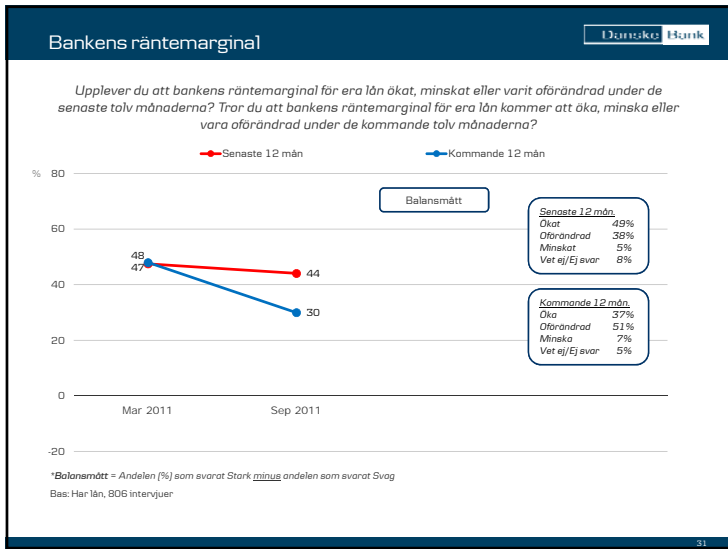 Bankens räntemarginal
Danske Bank
Upplever du att bankens räntemarginal för era lån ökat, minskat eller varit oförändrad under de
senaste tolv månaderna? Tror du att bankens räntemarginal för era lån kommer att öka, minska eller
vara oförändrad under de kommande tolv månaderna?
Senaste 12 mån
Kommande 12 mån
%
80
60
40
20
0
-20
Balansmått
48
47
44
30
Mar 2011
Sep 2011
Senaste 12 mån.
Ökat 49%
Oförändrad 38%
Minskat 5%
Vet ej/Ej svar 8%
Kommande 12 mån.
Öka 37%
Oförändrad 51%
Minska 7%
Vet ej/Ej svar 5%
*Balansmått = Andelen (%) som svarat Stark minus andelen som svarat Svag
Bas: Har lån, 806 intervjuer
31